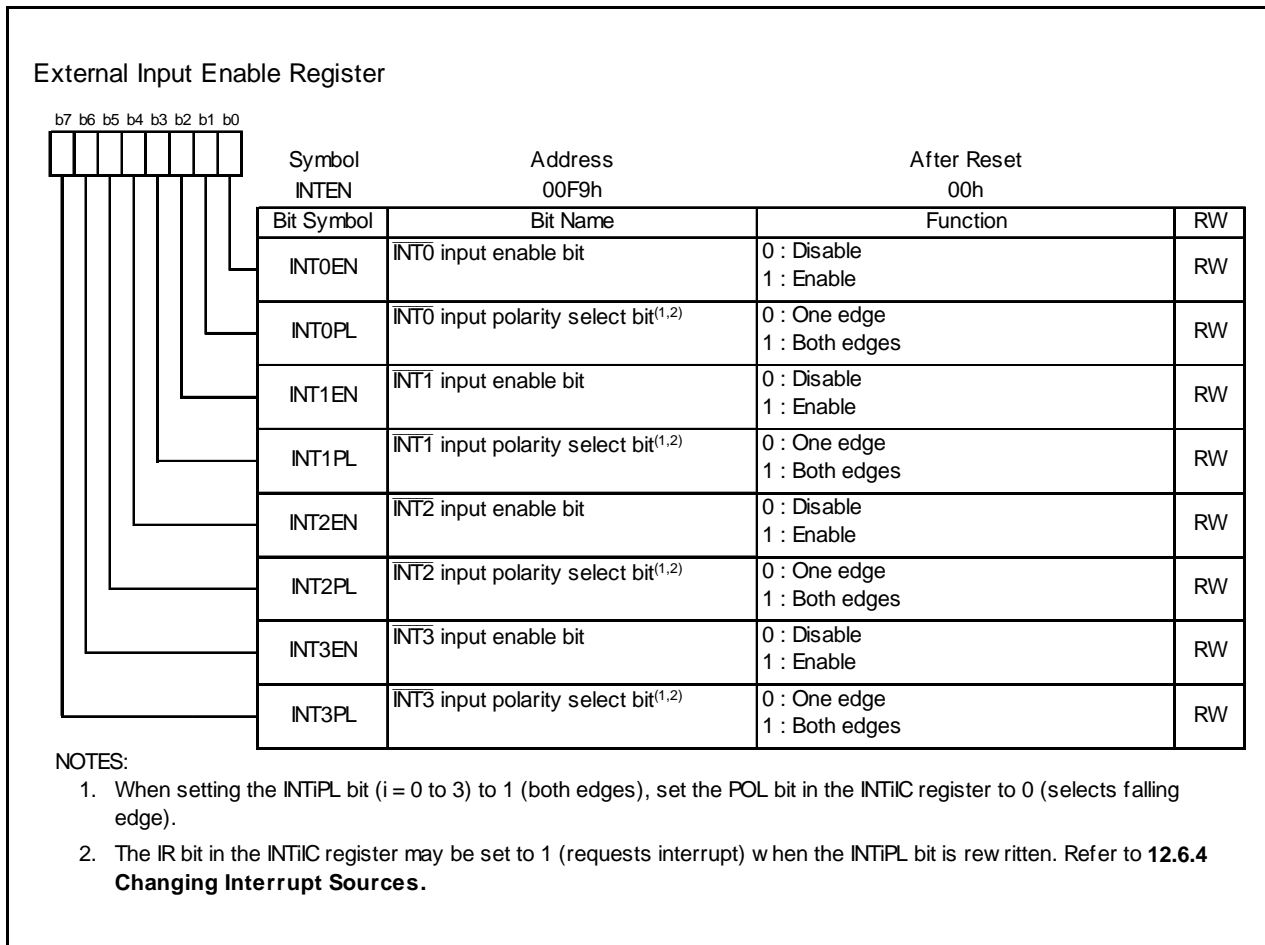 External Input Enable Register
b7 b6 b5 b4 b3 b2 b1 b0
Symbol Address After Reset
INTEN 00F9h 00h
Bit Symbol Bit Name Function RW
INT0EN INT0 input enable bit 0 : Disable RW
1 : Enable
INT0PL INT0 input polarity select bit(1,2) 0 : One edge RW
1 : Both edges
INT1EN INT1 input enable bit 0 : Disable RW
1 : Enable
INT1PL INT1 input polarity select bit(1,2) 0 : One edge RW
1 : Both edges
INT2EN INT2 input enable bit 0 : Disable RW
1 : Enable
INT2PL INT2 input polarity select bit(1,2) 0 : One edge RW
1 : Both edges
INT3EN INT3 input enable bit 0 : Disable RW
1 : Enable
INT3PL INT3 input polarity select bit(1,2) 0 : One edge RW
1 : Both edges
NOTES:
1. When setting the INTiPL bit (i = 0 to 3) to 1 (both edges), set the POL bit in the INTiIC register to 0 (selects falling
edge).
2. The IR bit in the INTiIC register may be set to 1 (requests interrupt) when the INTiPL bit is rewritten. Refer to 12.6.4
Changing Interrupt Sources.